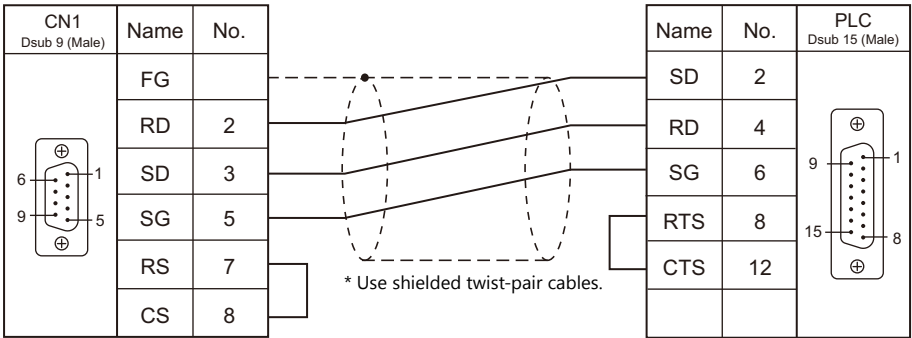 CN1
Dsub 9 (Male)
Name No.
FG
RD 2
SD 3
SG 5
RS 7
CS 8
6
1
9
5
* Use shielded twist-pair cables.
Name No.
PLC
Dsub 15 (Male)
SD 2
RD 4
SG 6
RTS 8
CTS 12
9
1
15
8